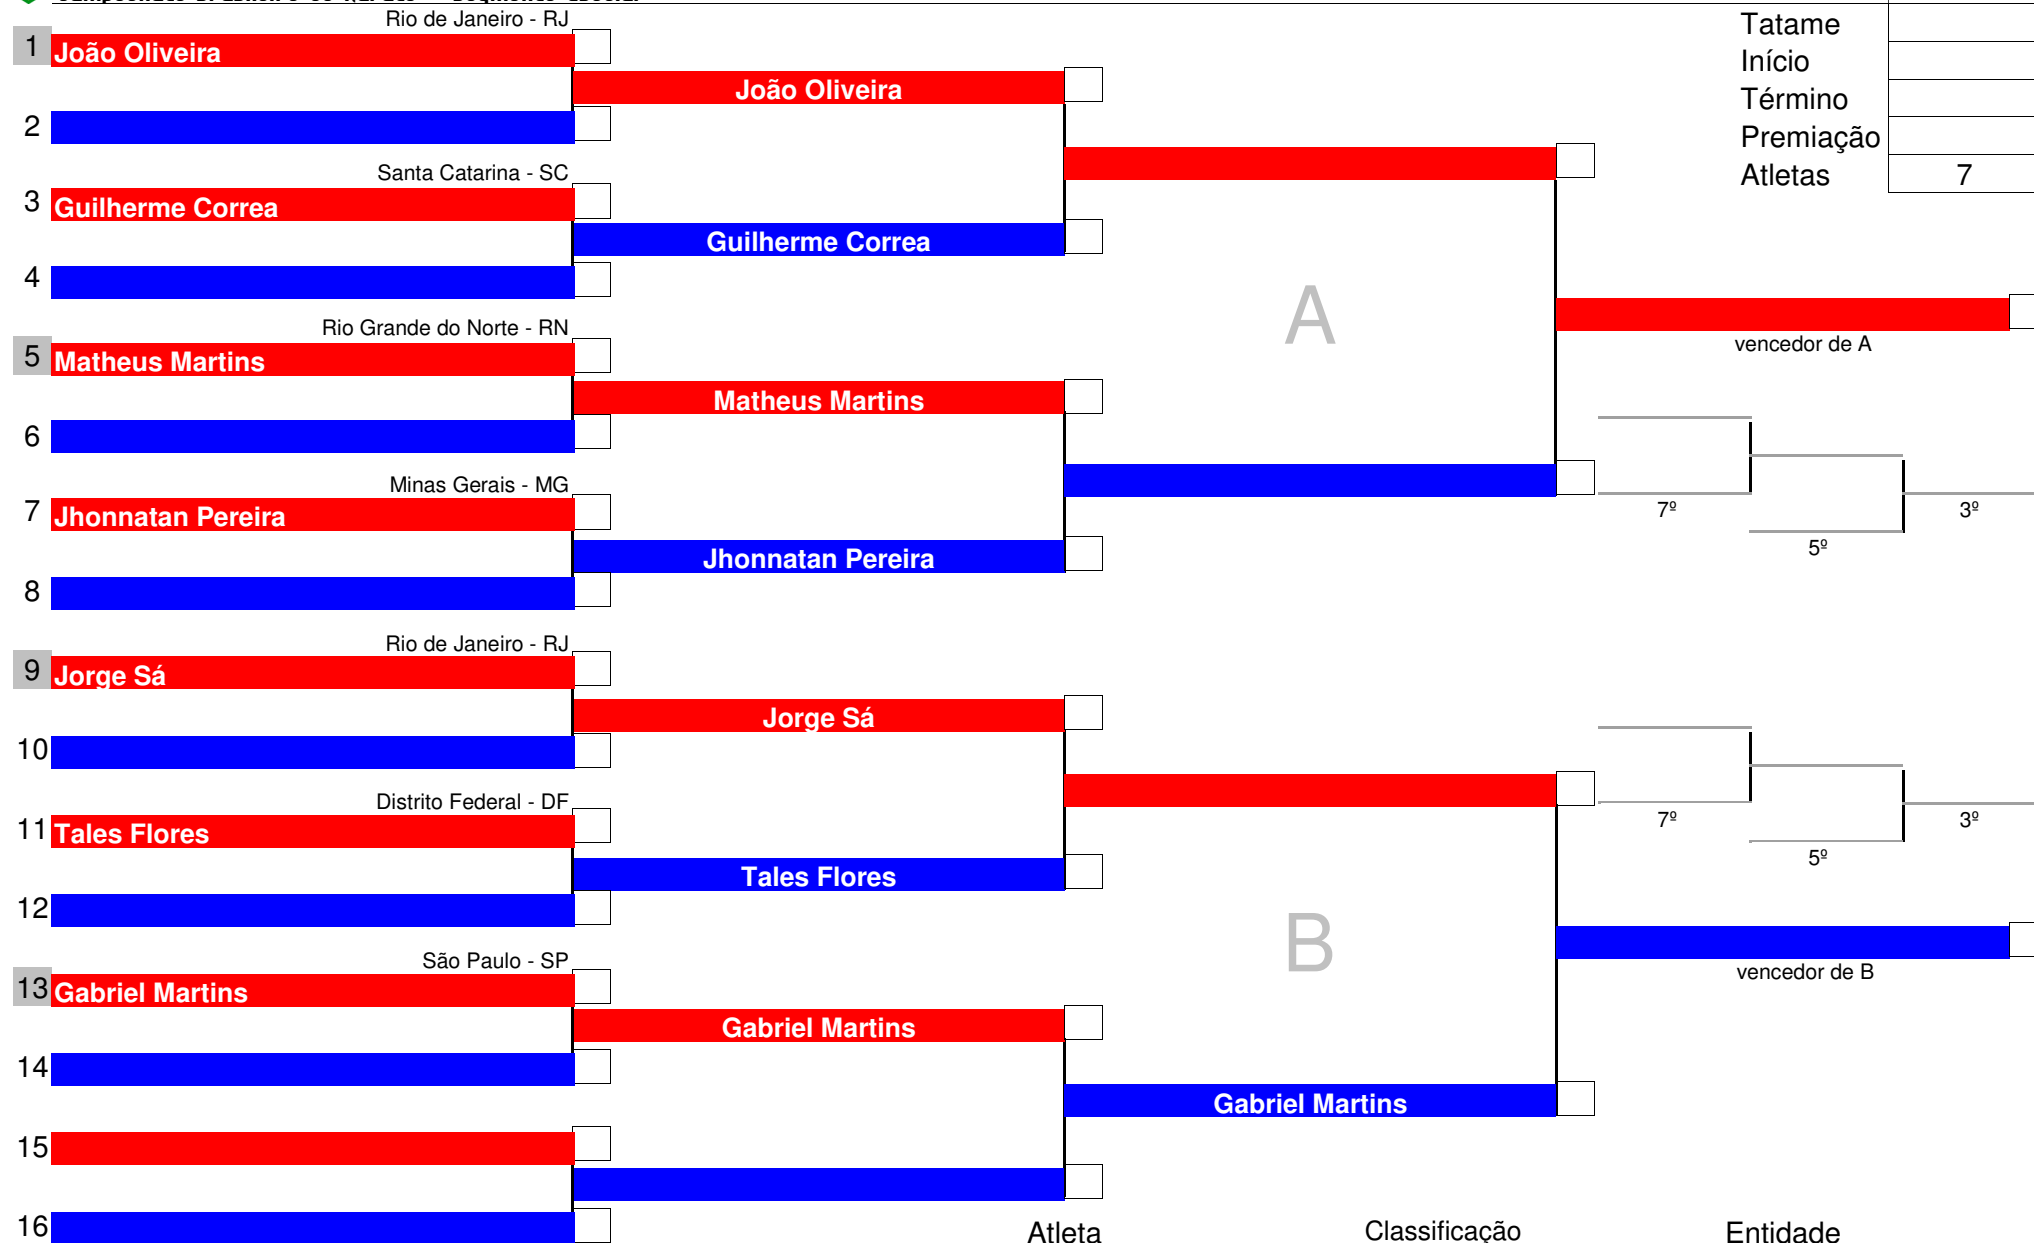 Rio de Janeiro - RJ
1 João Oliveira
João Oliveira
2
Santa Catarina - SC
3 Guilherme Correa
Guilherme Correa
4
Rio Grande do Norte - RN
5 Matheus Martins
Matheus Martins
6
Minas Gerais - MG
7 Jhonnatan Pereira
Jhonnatan Pereira
8
Rio de Janeiro - RJ
9 Jorge Sá
Jorge Sá
10
Distrito Federal - DF
11 Tales Flores
Tales Flores
12
São Paulo - SP
13 Gabriel Martins
Gabriel Martins
14
Gabriel Martins
15
16
A
B
Tatame
Início
Término
Premiação
Atletas 7
vencedor de A
7º
3º
5º
7º
3º
5º
vencedor de B
Atleta Classificação Entidade